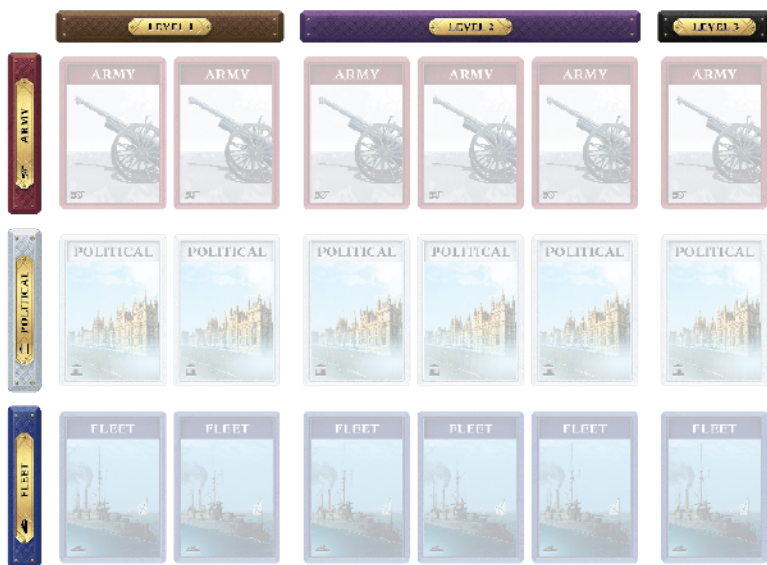 LEVEL 1 LEVEL 2 LEVEL 3
ARMY
ARMY ARMY ARMY ARMY ARMY ARMY
POLITICAL
POLITICAL POLITICAL POLITICAL POLITICAL POLITICAL POLITICAL
FLEET
FLEET FLEET FLEET FLEET FLEET FLEET